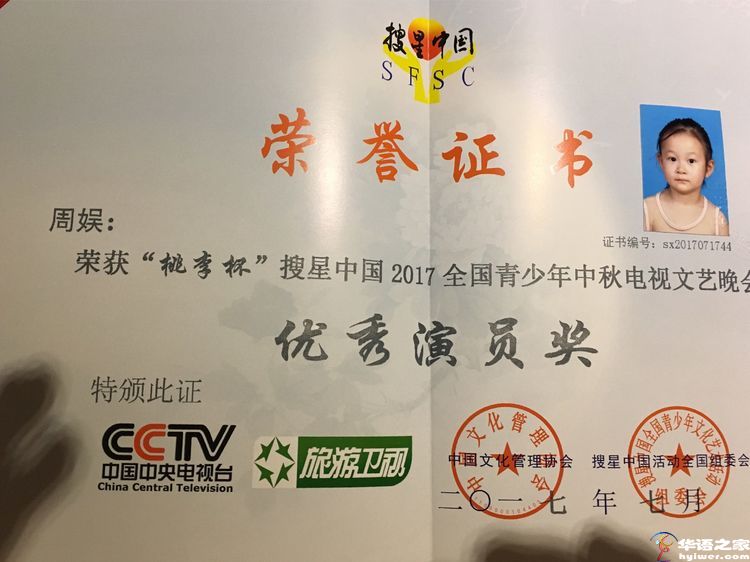 搜星中国
SFSC
荣誉证书
证书编号：sx2017071744
周娱：
荣获“桃李杯”搜星中国2017全国青少年中秋电视文艺晚会
优秀演员奖
特颁此证
CCTV
中国中央电视台
China Central Television
旅游卫视
中国文化管理协会
搜星中国活动全国组委会
组委会
二〇一七年七月
华语之家
hyiwer.com